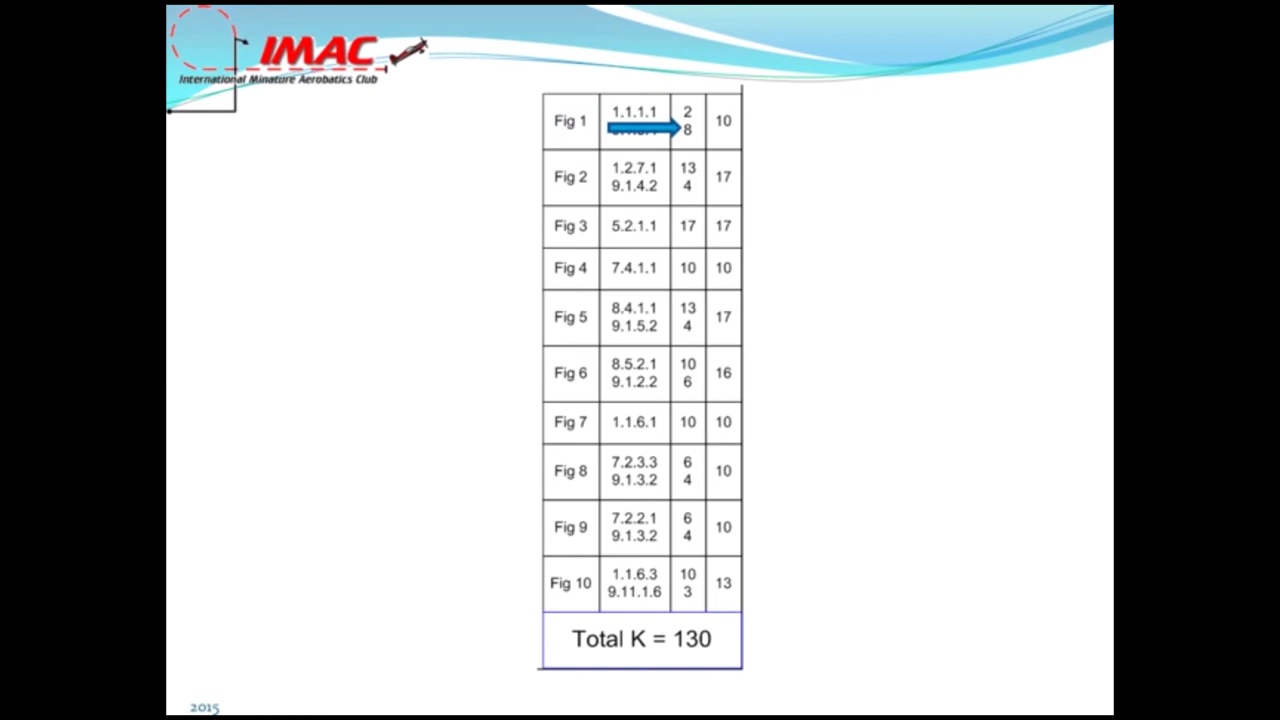 IMAC
International Minature Aerobatics Club
Fig 1 1.1.1.1 2 8 10
Fig 2 1.2.7.1 9.1.4.2 13 4 17
Fig 3 5.2.1.1 17 17
Fig 4 7.4.1.1 10 10
Fig 5 8.4.1.1 9.1.5.2 13 4 17
Fig 6 8.5.2.1 9.1.2.2 10 6 16
Fig 7 1.1.6.1 10 10
Fig 8 7.2.3.3 9.1.3.2 6 4 10
Fig 9 7.2.2.1 9.1.3.2 6 4 10
Fig 10 1.1.6.3 9.11.1.6 10 3 13
Total K = 130
2015